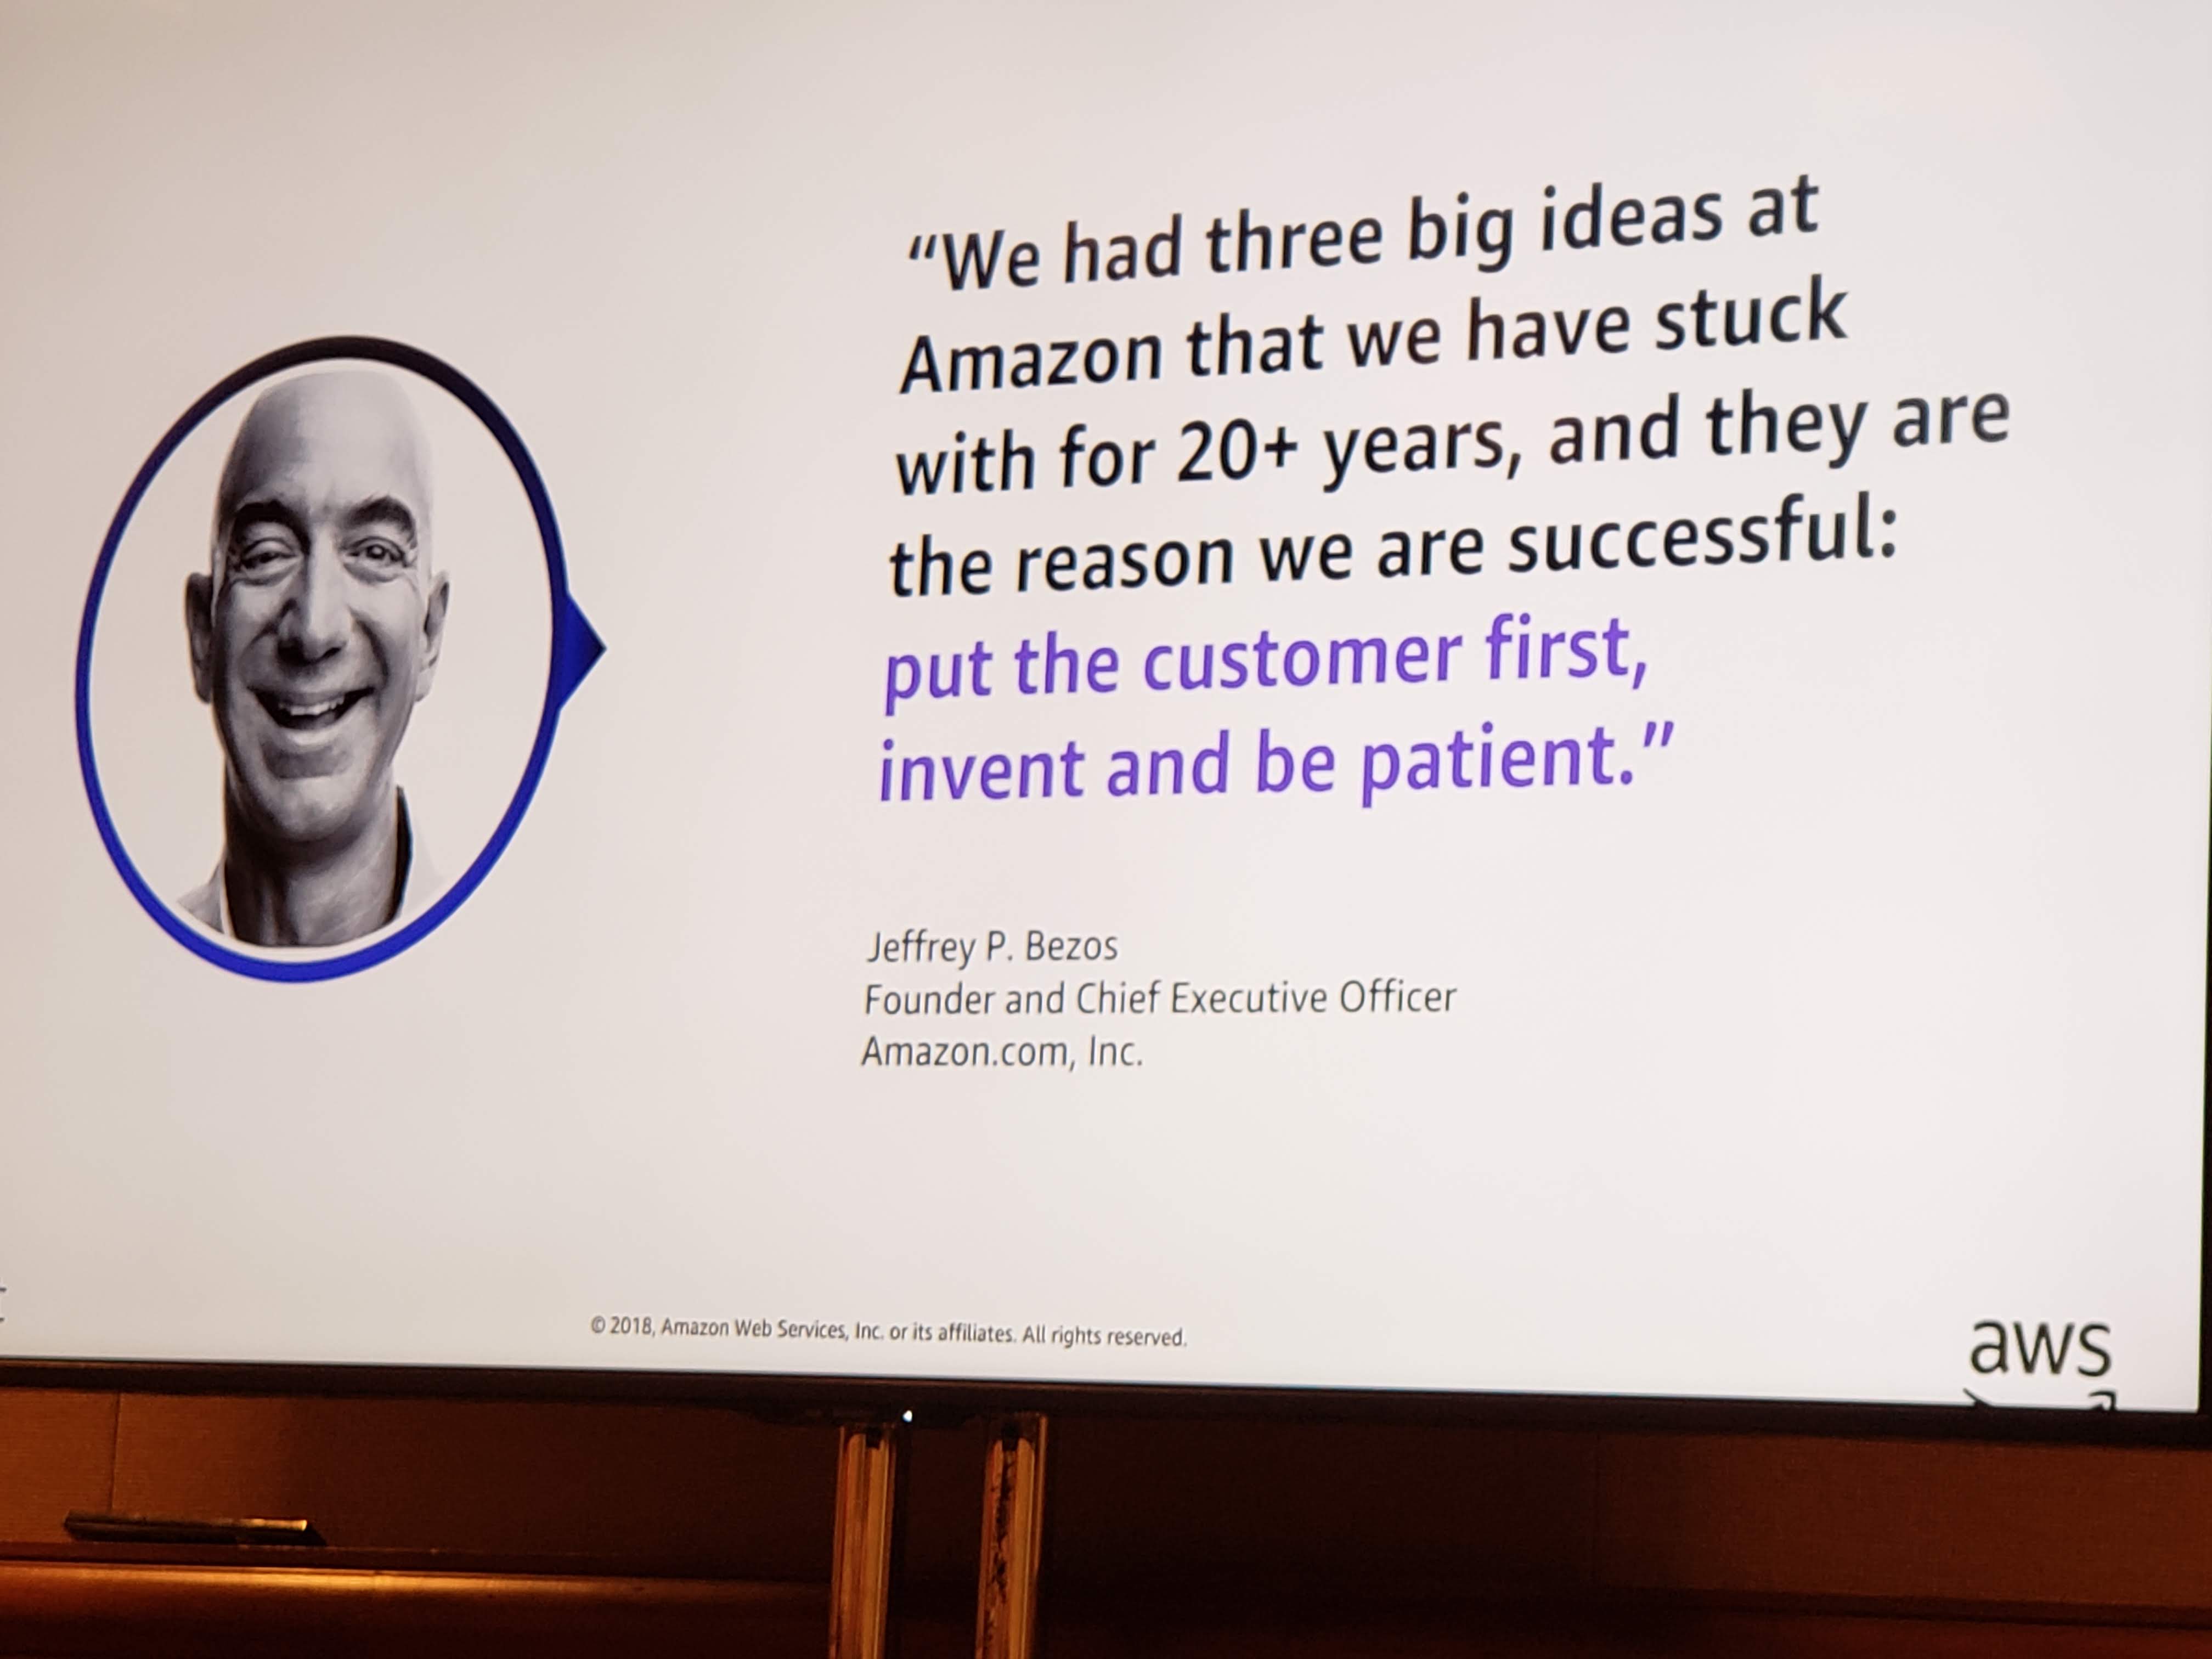 “We had three big ideas at
Amazon that we have stuck
with for 20+ years, and they are
the reason we are successful:
put the customer first,
invent and be patient.”
Jeffrey P. Bezos
Founder and Chief Executive Officer
Amazon.com, Inc.
© 2018, Amazon Web Services, Inc. or its affiliates. All rights reserved.
aws